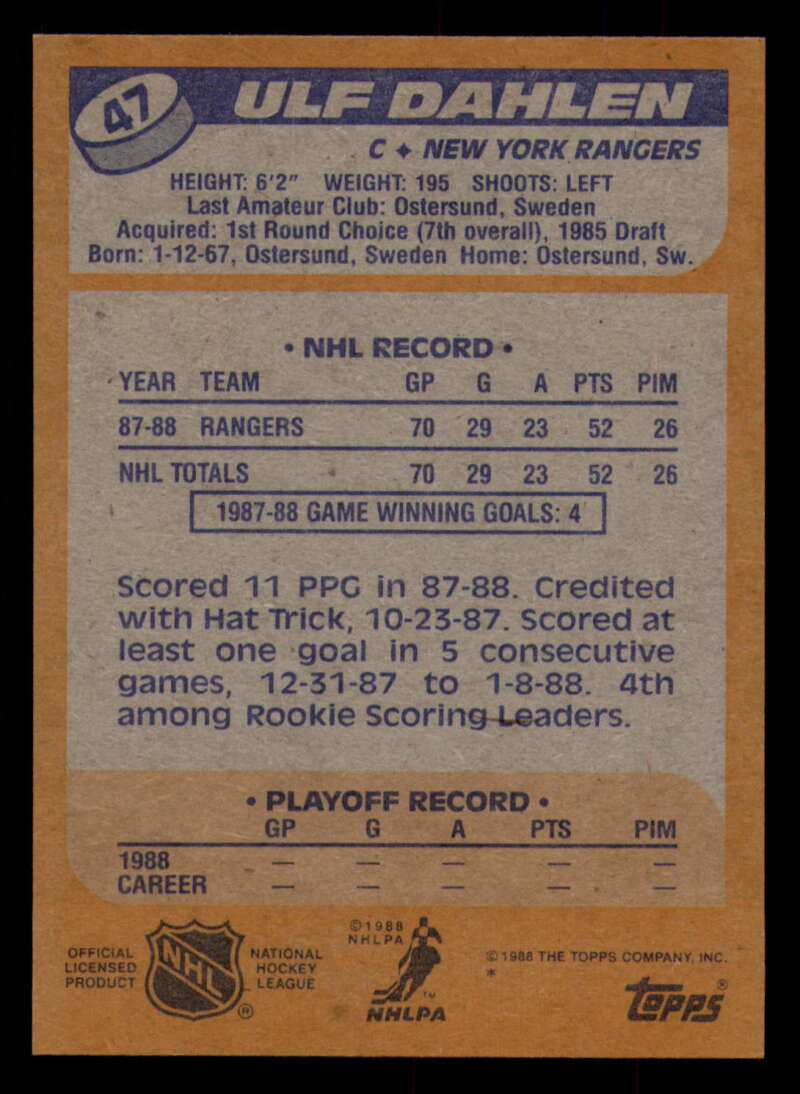 47
ULF DAHLEN
C ✦ NEW YORK RANGERS
HEIGHT: 6'2" WEIGHT: 195 SHOOTS: LEFT
Last Amateur Club: Ostersund, Sweden
Acquired: 1st Round Choice (7th overall), 1985 Draft
Born: 1-12-67, Ostersund, Sweden Home: Ostersund, Sw.
• NHL RECORD •
YEAR TEAM GP G A PTS PIM
87-88 RANGERS 70 29 23 52 26
NHL TOTALS 70 29 23 52 26
1987-88 GAME WINNING GOALS: 4
Scored 11 PPG in 87-88. Credited
with Hat Trick, 10-23-87. Scored at
least one goal in 5 consecutive
games, 12-31-87 to 1-8-88. 4th
among Rookie Scoring Leaders.
• PLAYOFF RECORD •
GP G A PTS PIM
1988 — — — — —
CAREER — — — — —
OFFICIAL
LICENSED
PRODUCT
NHL
®
NATIONAL
HOCKEY
LEAGUE
©1988
NHLPA
™
NHLPA
©1988 THE TOPPS COMPANY, INC.
*
topps®